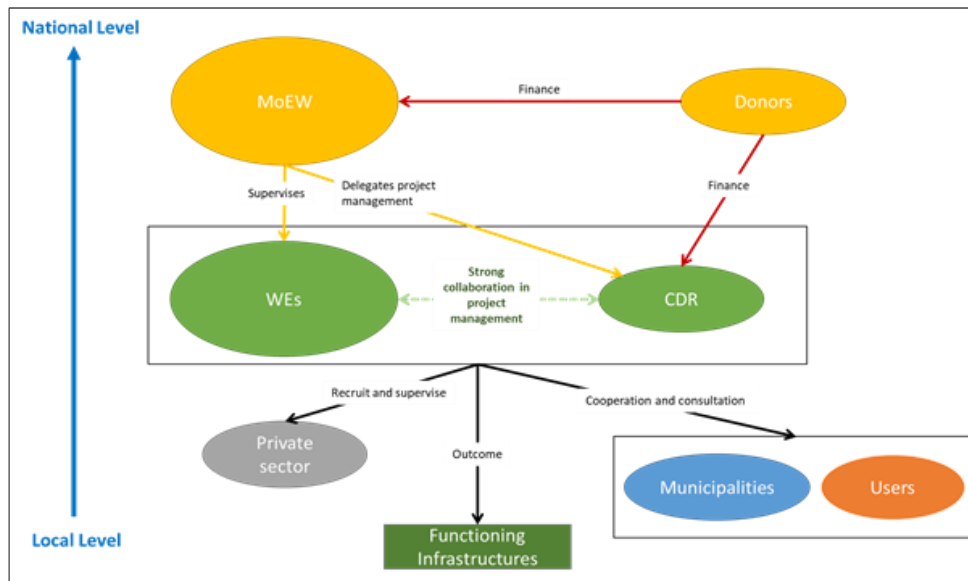 National Level
MoEW
Finance
Donors
Supervises
Delegates project
management
Finance
WEs
Strong
collaboration in
project
management
CDR
Recruit and supervise
Cooperation and consultation
Private
sector
Outcome
Municipalities
Users
Local Level
Functioning
Infrastructures